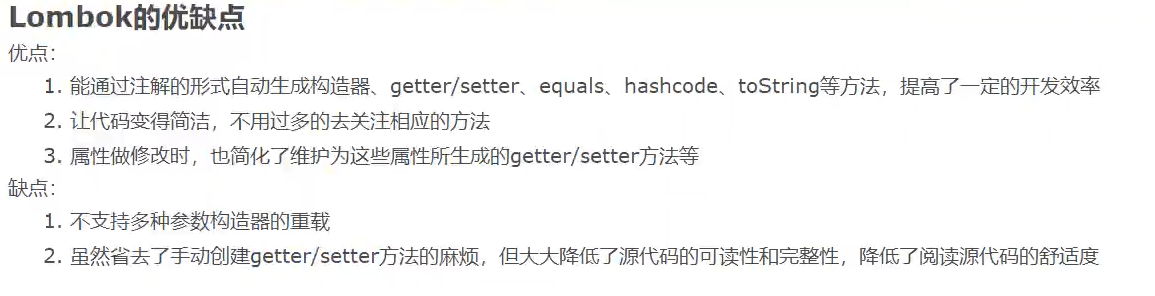 Lombok的优缺点
优点：
1. 能通过注解的形式自动生成构造器、getter/setter、equals、hashcode、toString等方法，提高了一定的开发效率
2. 让代码变得简洁，不用过多的去关注相应的方法
3. 属性做修改时，也简化了维护为这些属性所生成的getter/setter方法等
缺点：
1. 不支持多种参数构造器的重载
2. 虽然省去了手动创建getter/setter方法的麻烦，但大大降低了源代码的可读性和完整性，降低了阅读源代码的舒适度